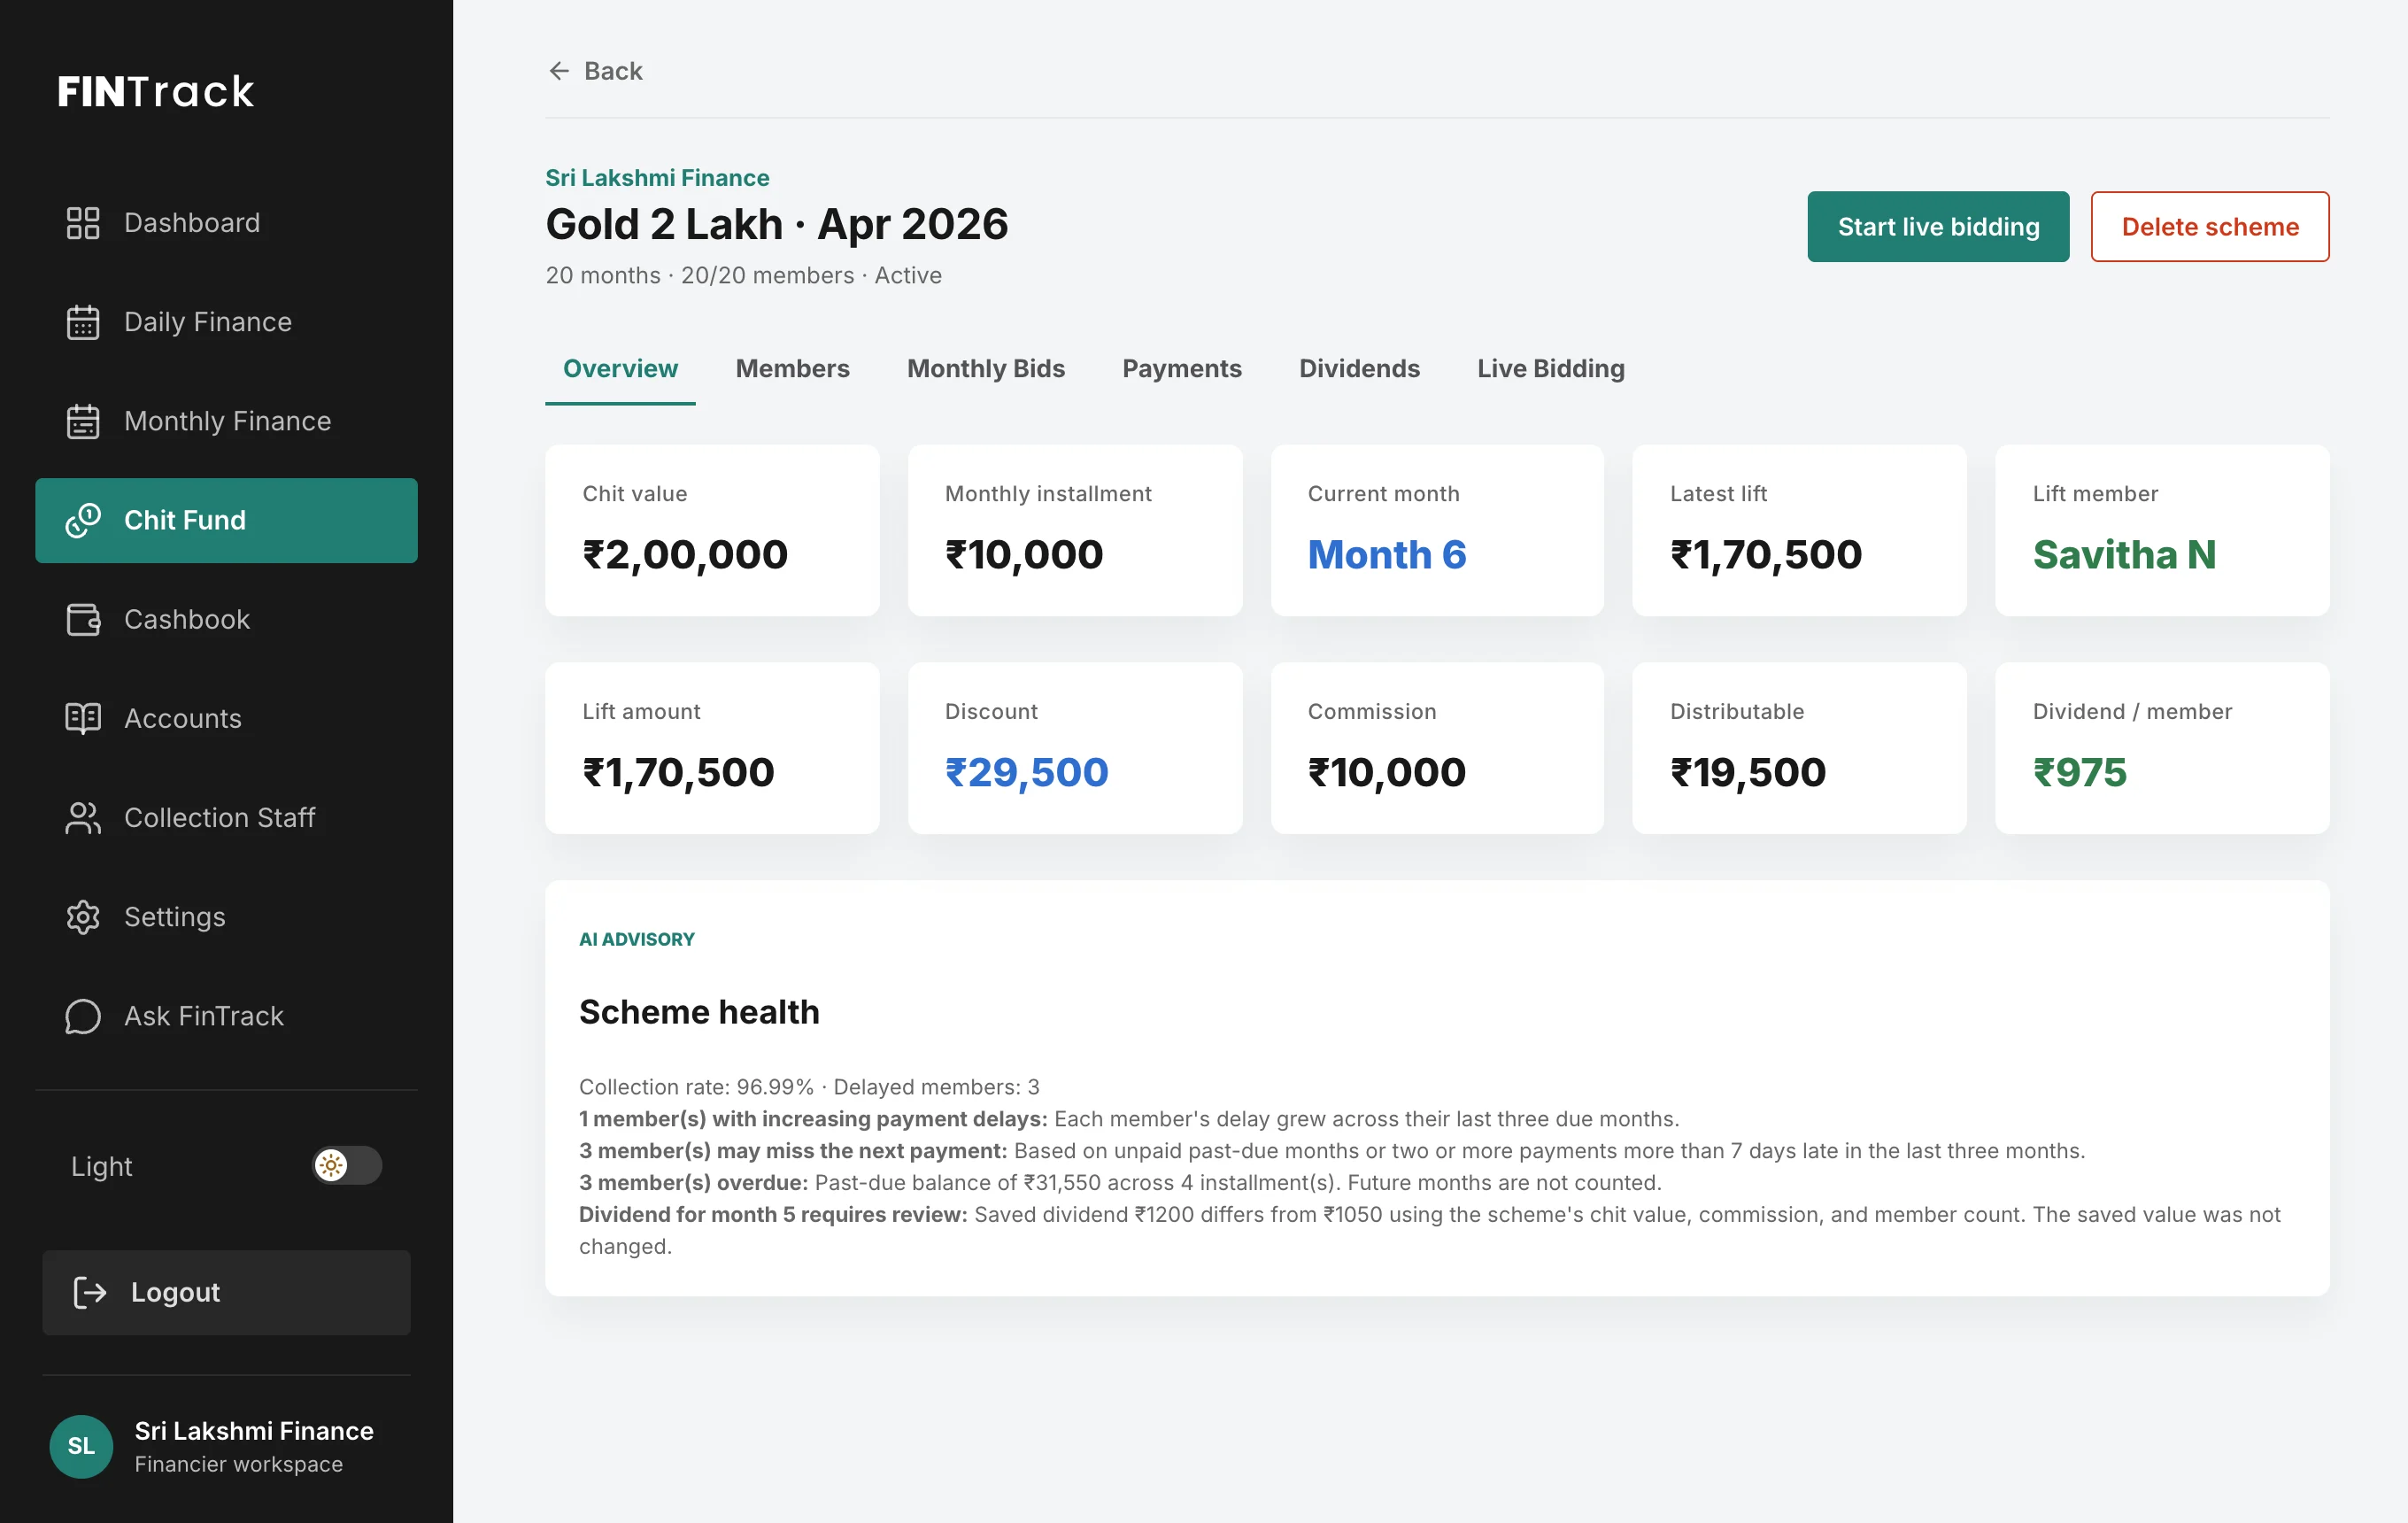 FINTrack
Dashboard
Daily Finance
Monthly Finance
Chit Fund
Cashbook
Accounts
Collection Staff
Settings
Ask FinTrack
Light
Logout
SL
Sri Lakshmi Finance
Financier workspace
Back
Sri Lakshmi Finance
Gold 2 Lakh · Apr 2026
20 months · 20/20 members · Active
Start live bidding
Delete scheme
Overview Members Monthly Bids Payments Dividends Live Bidding
Chit value
₹2,00,000
Monthly installment
₹10,000
Current month
Month 6
Latest lift
₹1,70,500
Lift member
Savitha N
Lift amount
₹1,70,500
Discount
₹29,500
Commission
₹10,000
Distributable
₹19,500
Dividend / member
₹975
AI ADVISORY
Scheme health
Collection rate: 96.99% · Delayed members: 3
1 member(s) with increasing payment delays: Each member's delay grew across their last three due months.
3 member(s) may miss the next payment: Based on unpaid past-due months or two or more payments more than 7 days late in the last three months.
3 member(s) overdue: Past-due balance of ₹31,550 across 4 installment(s). Future months are not counted.
Dividend for month 5 requires review: Saved dividend ₹1200 differs from ₹1050 using the scheme's chit value, commission, and member count. The saved value was not
changed.